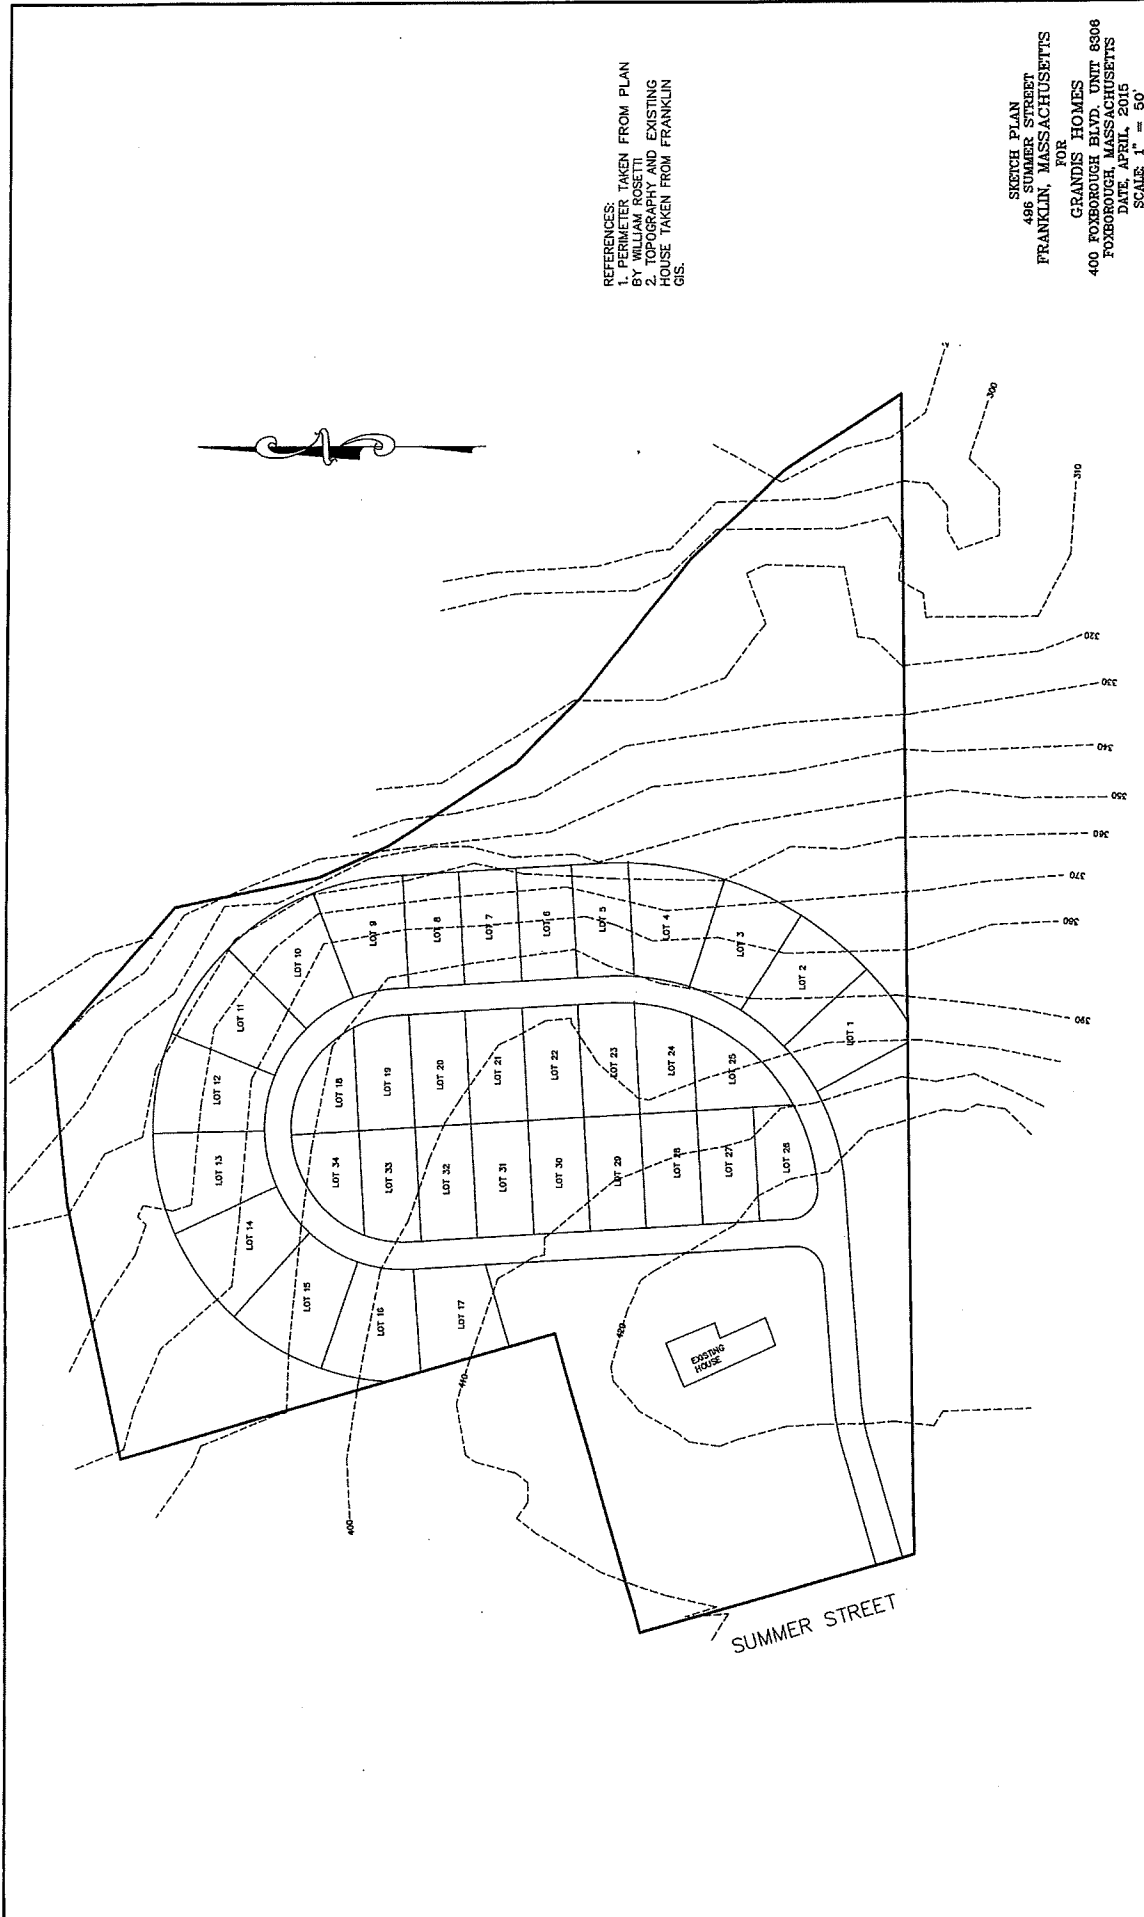 REFERENCES:
1. PERIMETER TAKEN FROM PLAN
BY WILLIAM ROSETTI
2. TOPOGRAPHY AND EXISTING
HOUSE TAKEN FROM FRANKLIN
GIS.
SKETCH PLAN
496 SUMMER STREET
FRANKLIN, MASSACHUSETTS
FOR
GRANDIS HOMES
400 FOXBOROUGH BLVD. UNIT 8306
FOXBOROUGH, MASSACHUSETTS
DATE, APRIL, 2015
SCALE: 1" = 50'
300
310
320
330
340
350
360
370
380
390
LOT 1
LOT 2
LOT 3
LOT 4
LOT 5
LOT 6
LOT 7
LOT 8
LOT 9
LOT 10
LOT 11
LOT 12
LOT 13
LOT 14
LOT 15
LOT 16
LOT 17
LOT 18
LOT 19
LOT 20
LOT 21
LOT 22
LOT 23
LOT 24
LOT 25
LOT 26
LOT 27
LOT 28
LOT 29
LOT 30
LOT 31
LOT 32
LOT 33
LOT 34
400
410
420
EXISTING
HOUSE
SUMMER STREET